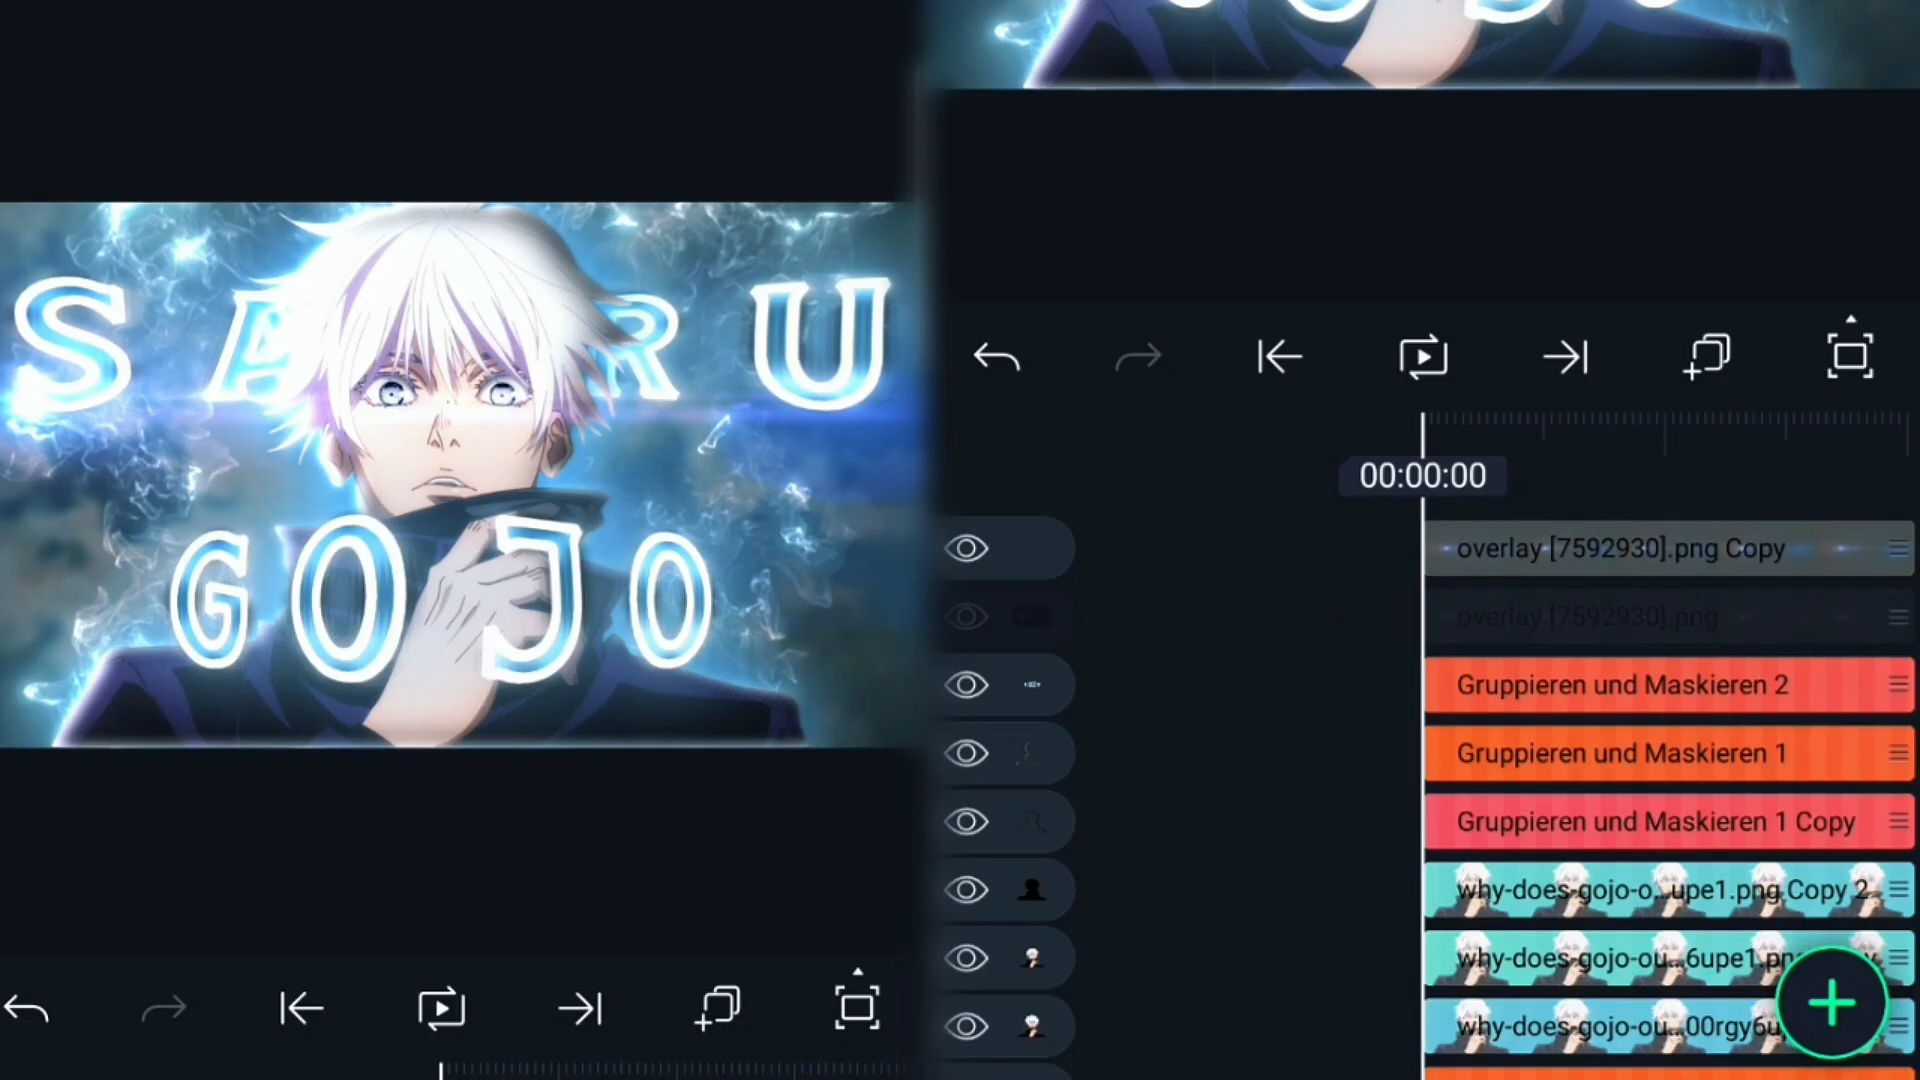 S A R U
GOJO
00:00:00
overlay [7592930].png Copy
overlay [7592930].png
Gruppieren und Maskieren 2
Gruppieren und Maskieren 1
Gruppieren und Maskieren 1 Copy
why-does-gojo-o...upe1.png Copy 2
why-does-gojo-ou...6upe1.pn
why-does-gojo-ou...00rgy6u